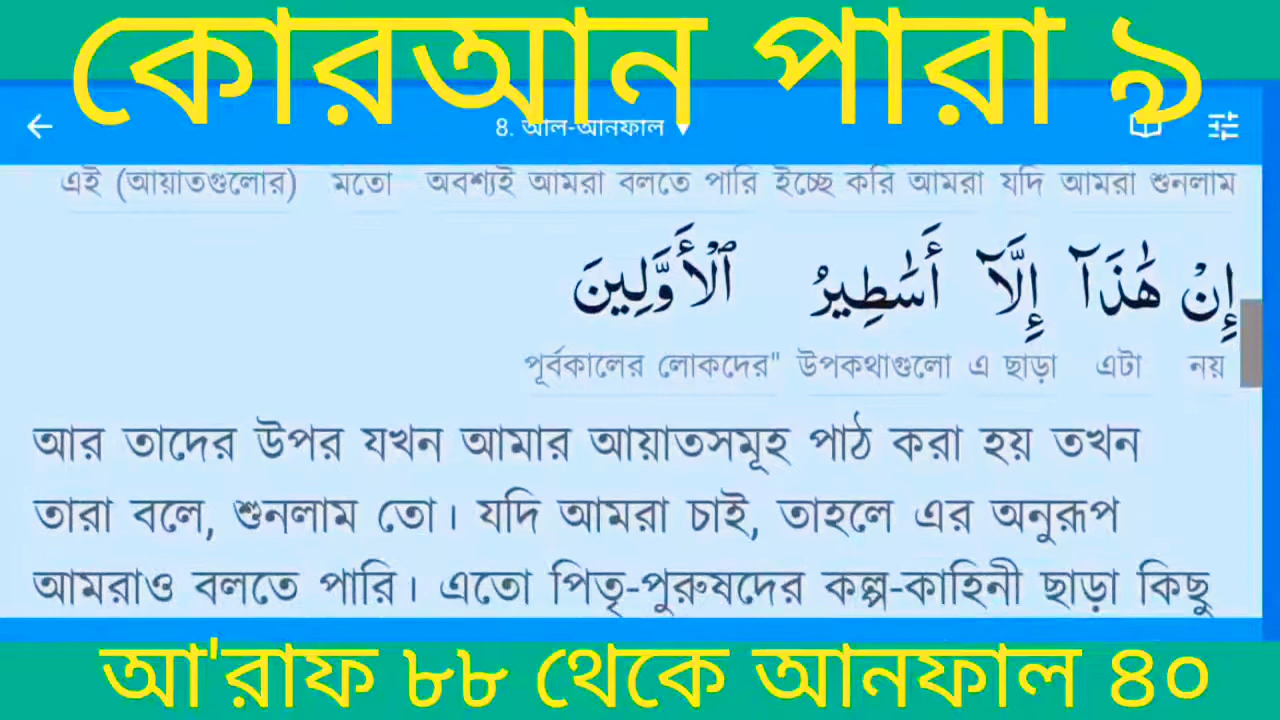 কোরআন পারা ৯
8. আল-আনফাল ▼
এই (আয়াতগুলোর) মতো অবশ্যই আমরা বলতে পারি ইচ্ছে করি আমরা যদি আমরা শুনলাম
إِنْ هَٰذَآ إِلَّآ أَسَٰطِيرُ ٱلْأَوَّلِينَ
পূর্বকালের লোকদের" উপকথাগুলো এ ছাড়া এটা নয়
আর তাদের উপর যখন আমার আয়াতসমূহ পাঠ করা হয় তখন
তারা বলে, শুনলাম তো। যদি আমরা চাই, তাহলে এর অনুরূপ
আমরাও বলতে পারি। এতো পিতৃ-পুরুষদের কল্প-কাহিনী ছাড়া কিছু
আ'রাফ ৮৮ থেকে আনফাল ৪০